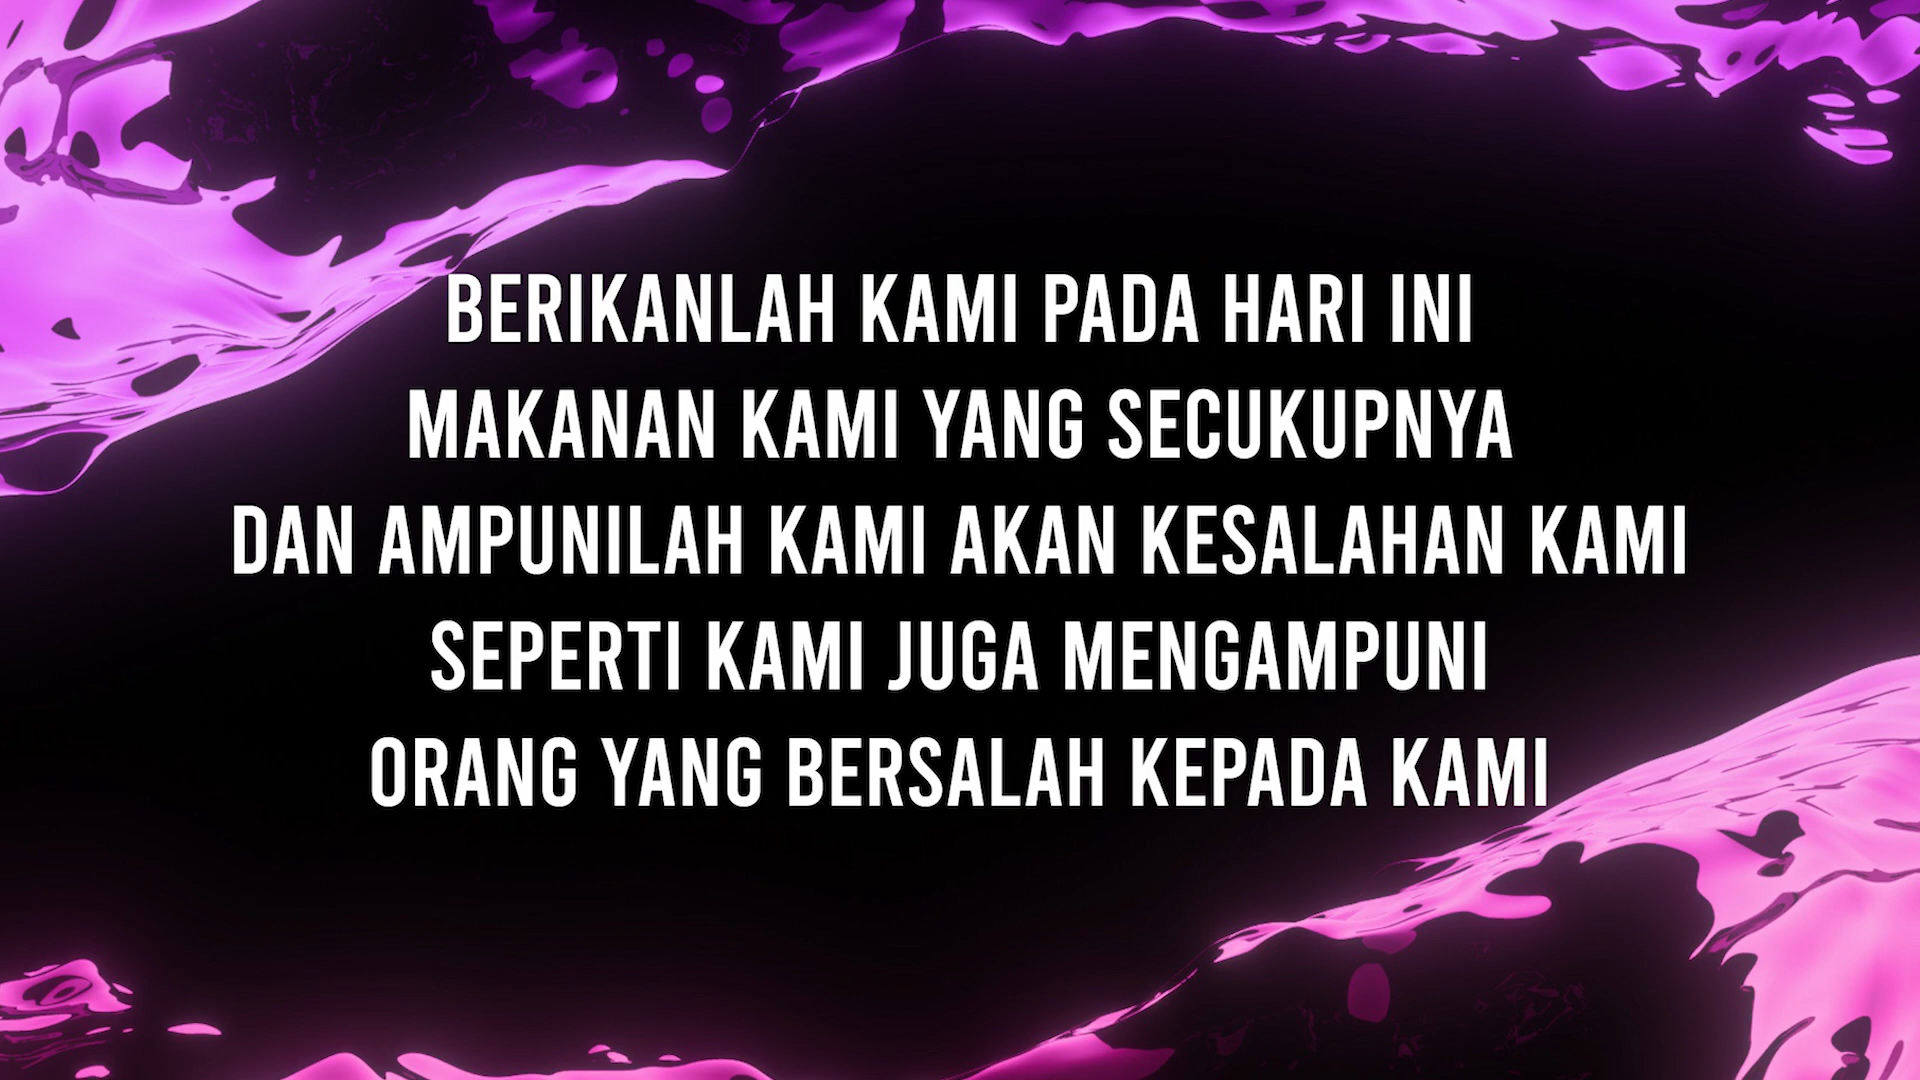 BERIKANLAH KAMI PADA HARI INI
MAKANAN KAMI YANG SECUKUPNYA
DAN AMPUNILAH KAMI AKAN KESALAHAN KAMI
SEPERTI KAMI JUGA MENGAMPUNI
ORANG YANG BERSALAH KEPADA KAMI